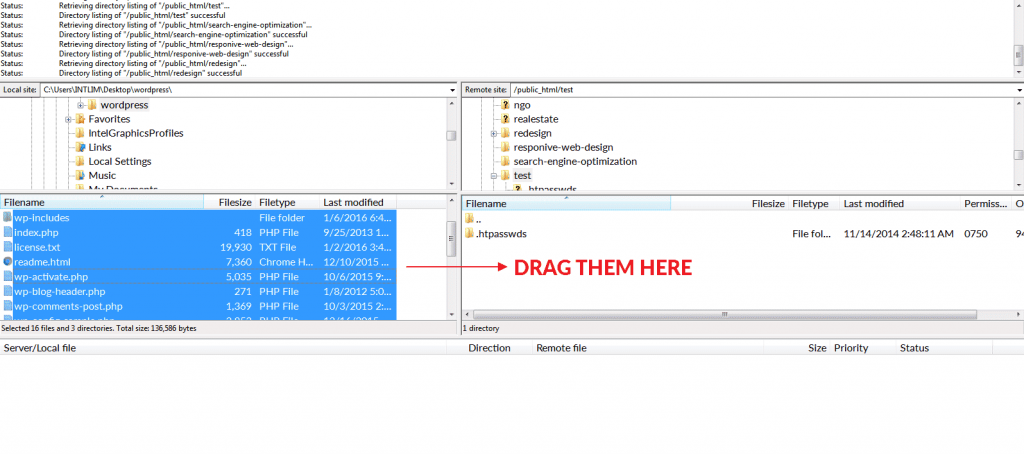 Status: Retrieving directory listing of "/public_html/test"...
Status: Directory listing of "/public_html/test" successful
Status: Retrieving directory listing of "/public_html/search-engine-optimization"...
Status: Directory listing of "/public_html/search-engine-optimization" successful
Status: Retrieving directory listing of "/public_html/responive-web-design"...
Status: Directory listing of "/public_html/responive-web-design" successful
Status: Retrieving directory listing of "/public_html/redesign"...
Status: Directory listing of "/public_html/redesign" successful
Local site: C:\Users\INTLIM\Desktop\wordpress\
wordpress
Favorites
IntelGraphicsProfiles
Links
Local Settings
Music
My Documents
Remote site: /public_html/test
ngo
realestate
redesign
responive-web-design
search-engine-optimization
test
.htpasswds
Filename Filesize Filetype Last modified
wp-includes File folder 1/6/2016 6:4...
index.php 418 PHP File 9/25/2013 1...
license.txt 19,930 TXT File 1/2/2016 3:4...
readme.html 7,360 Chrome H... 12/10/2015 ...
wp-activate.php 5,035 PHP File 10/6/2015 9:...
wp-blog-header.php 271 PHP File 1/8/2012 5:0...
wp-comments-post.php 1,369 PHP File 10/3/2015 2:...
wp-config-sample.php 2,853 PHP File 12/16/2015
Selected 16 files and 3 directories. Total size: 136,586 bytes
Filename Filesize Filetype Last modified Permiss... O
..
.htpasswds File fol... 11/14/2014 2:48:11 AM 0750 94
DRAG THEM HERE
1 directory
Server/Local file Direction Remote file Size Priority Status